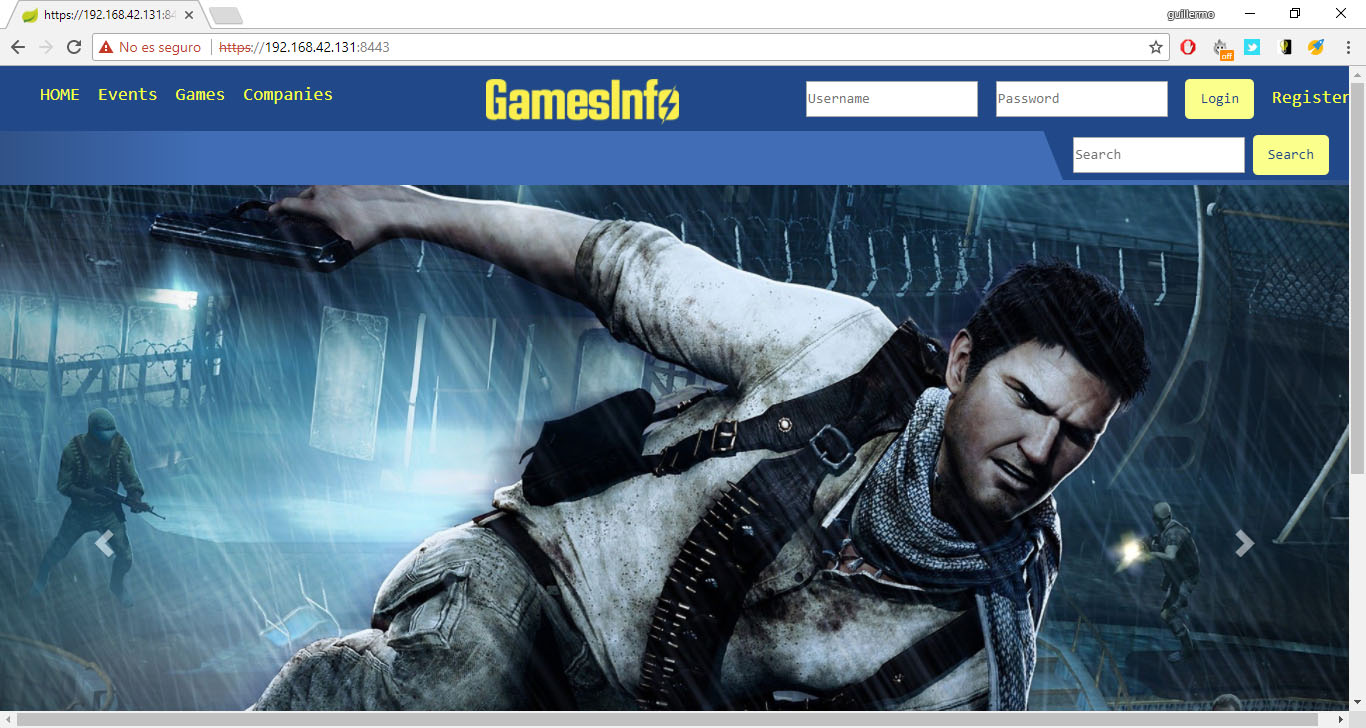 https://192.168.42.131:84
guillermo
No es seguro https://192.168.42.131:8443
off
HOME Events Games Companies GamesInfo Username Password Login Register
Search Search